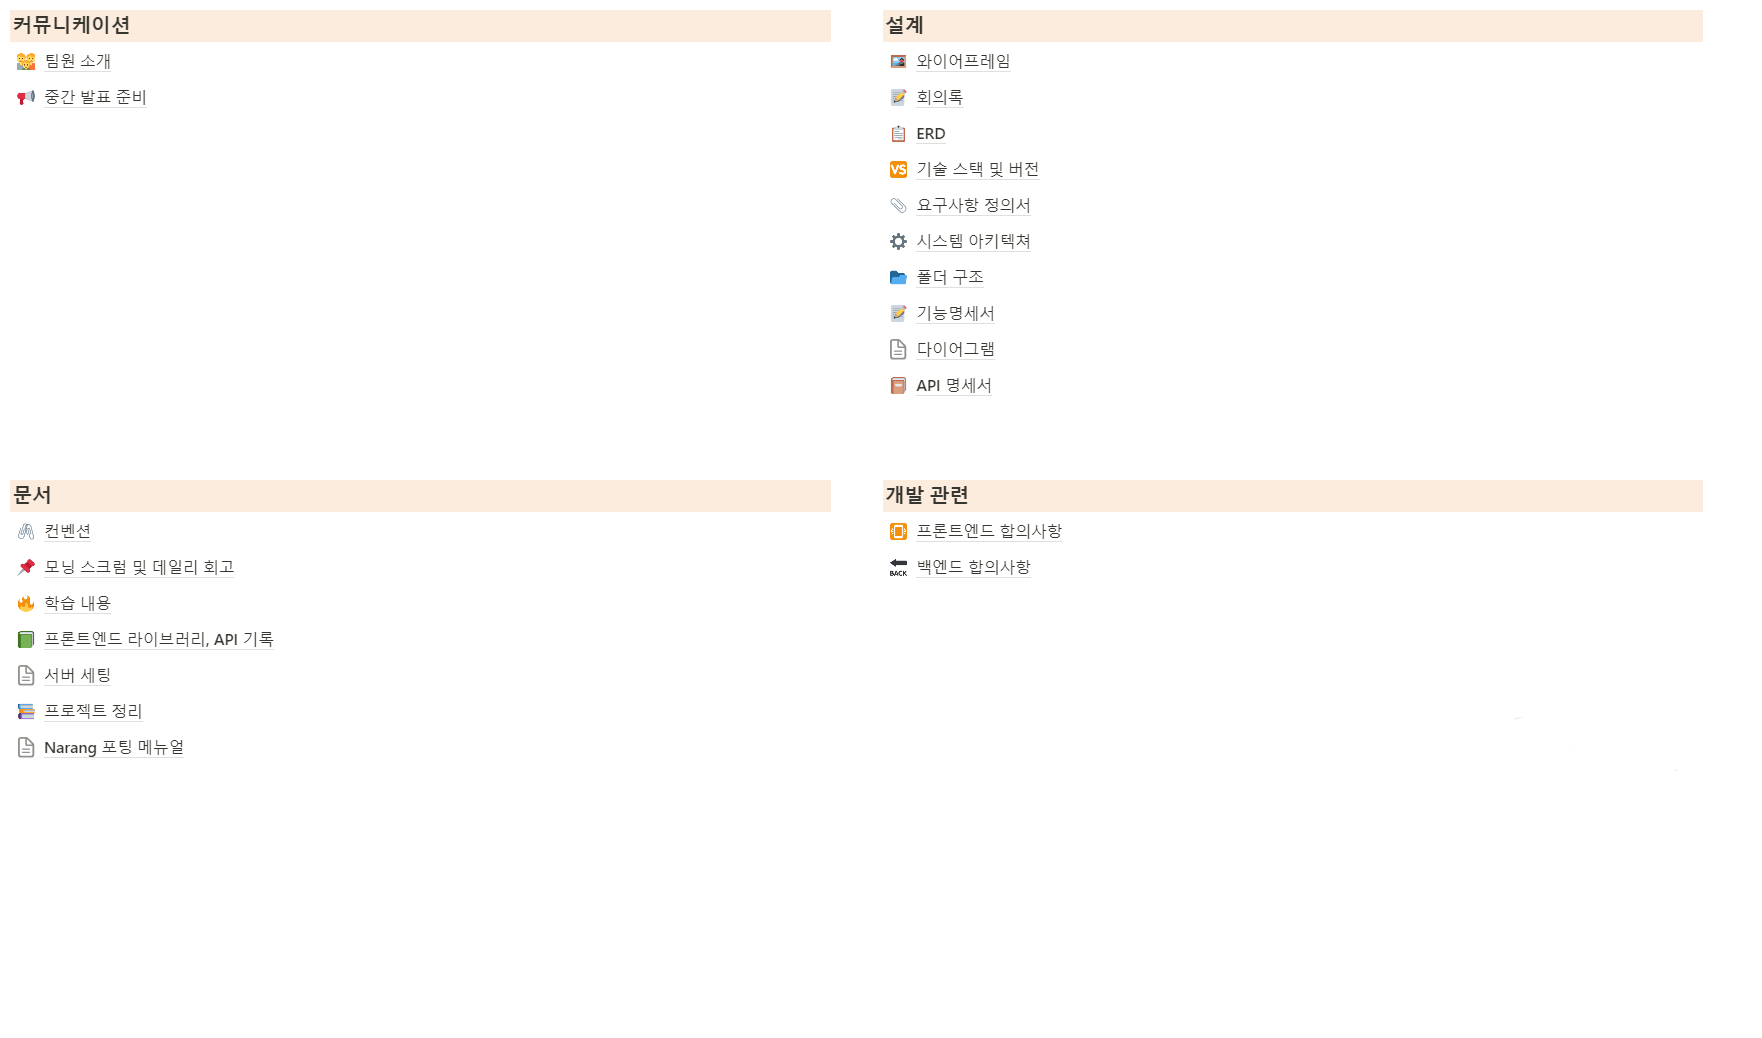 커뮤니케이션
팀원 소개
중간 발표 준비
설계
와이어프레임
회의록
ERD
VS 기술 스택 및 버전
요구사항 정의서
시스템 아키텍쳐
폴더 구조
기능명세서
다이어그램
API 명세서
문서
컨벤션
모닝 스크럼 및 데일리 회고
학습 내용
프론트엔드 라이브러리, API 기록
서버 세팅
프로젝트 정리
Narang 포팅 메뉴얼
개발 관련
프론트엔드 합의사항
BACK 백엔드 합의사항